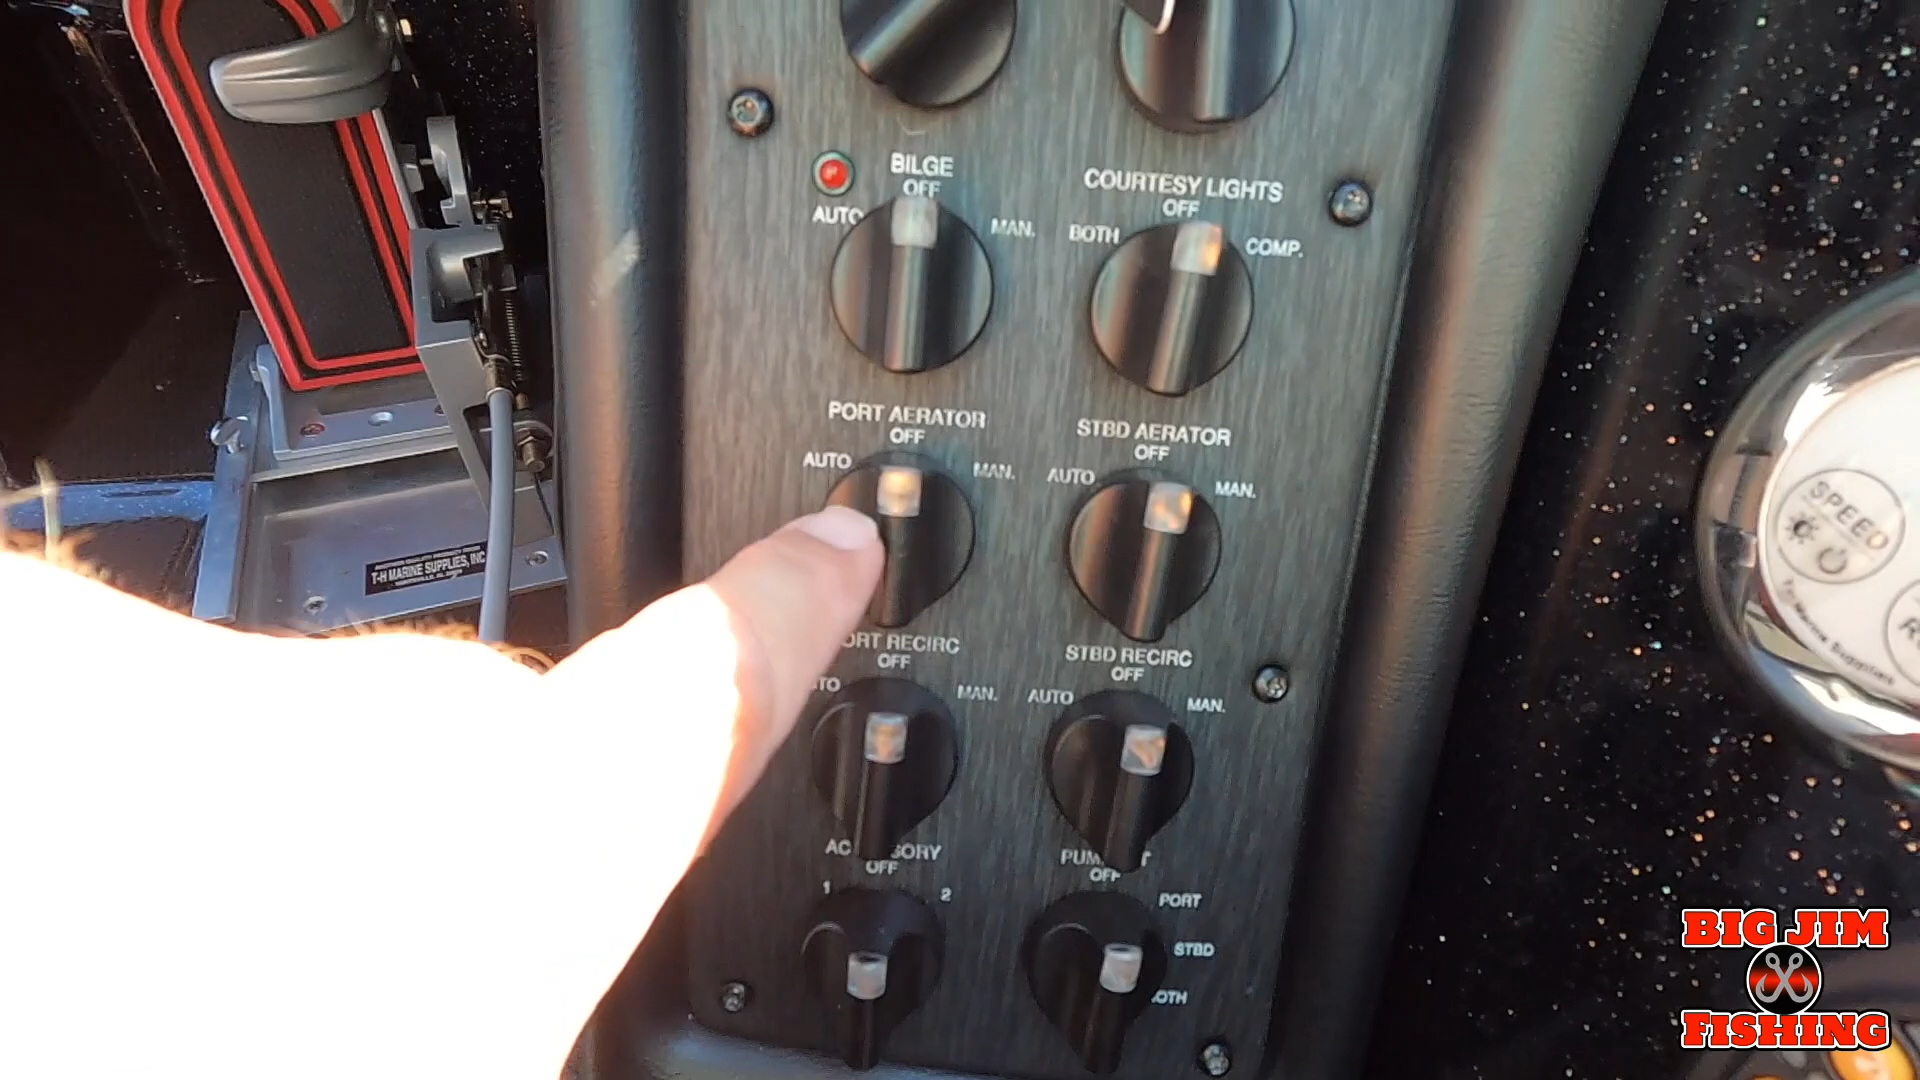 BILGE
OFF
AUTO
MAN.
COURTESY LIGHTS
OFF
BOTH
COMP.
PORT AERATOR
OFF
AUTO
MAN.
STBD AERATOR
OFF
AUTO
MAN.
RECIRC
OFF
MAN.
STBD RECIRC
OFF
AUTO
MAN.
OFF
1
2
OFF
PORT
STBD
T-H MARINE SUPPLIES, INC.
SPEED
BIG JIM
FISHING